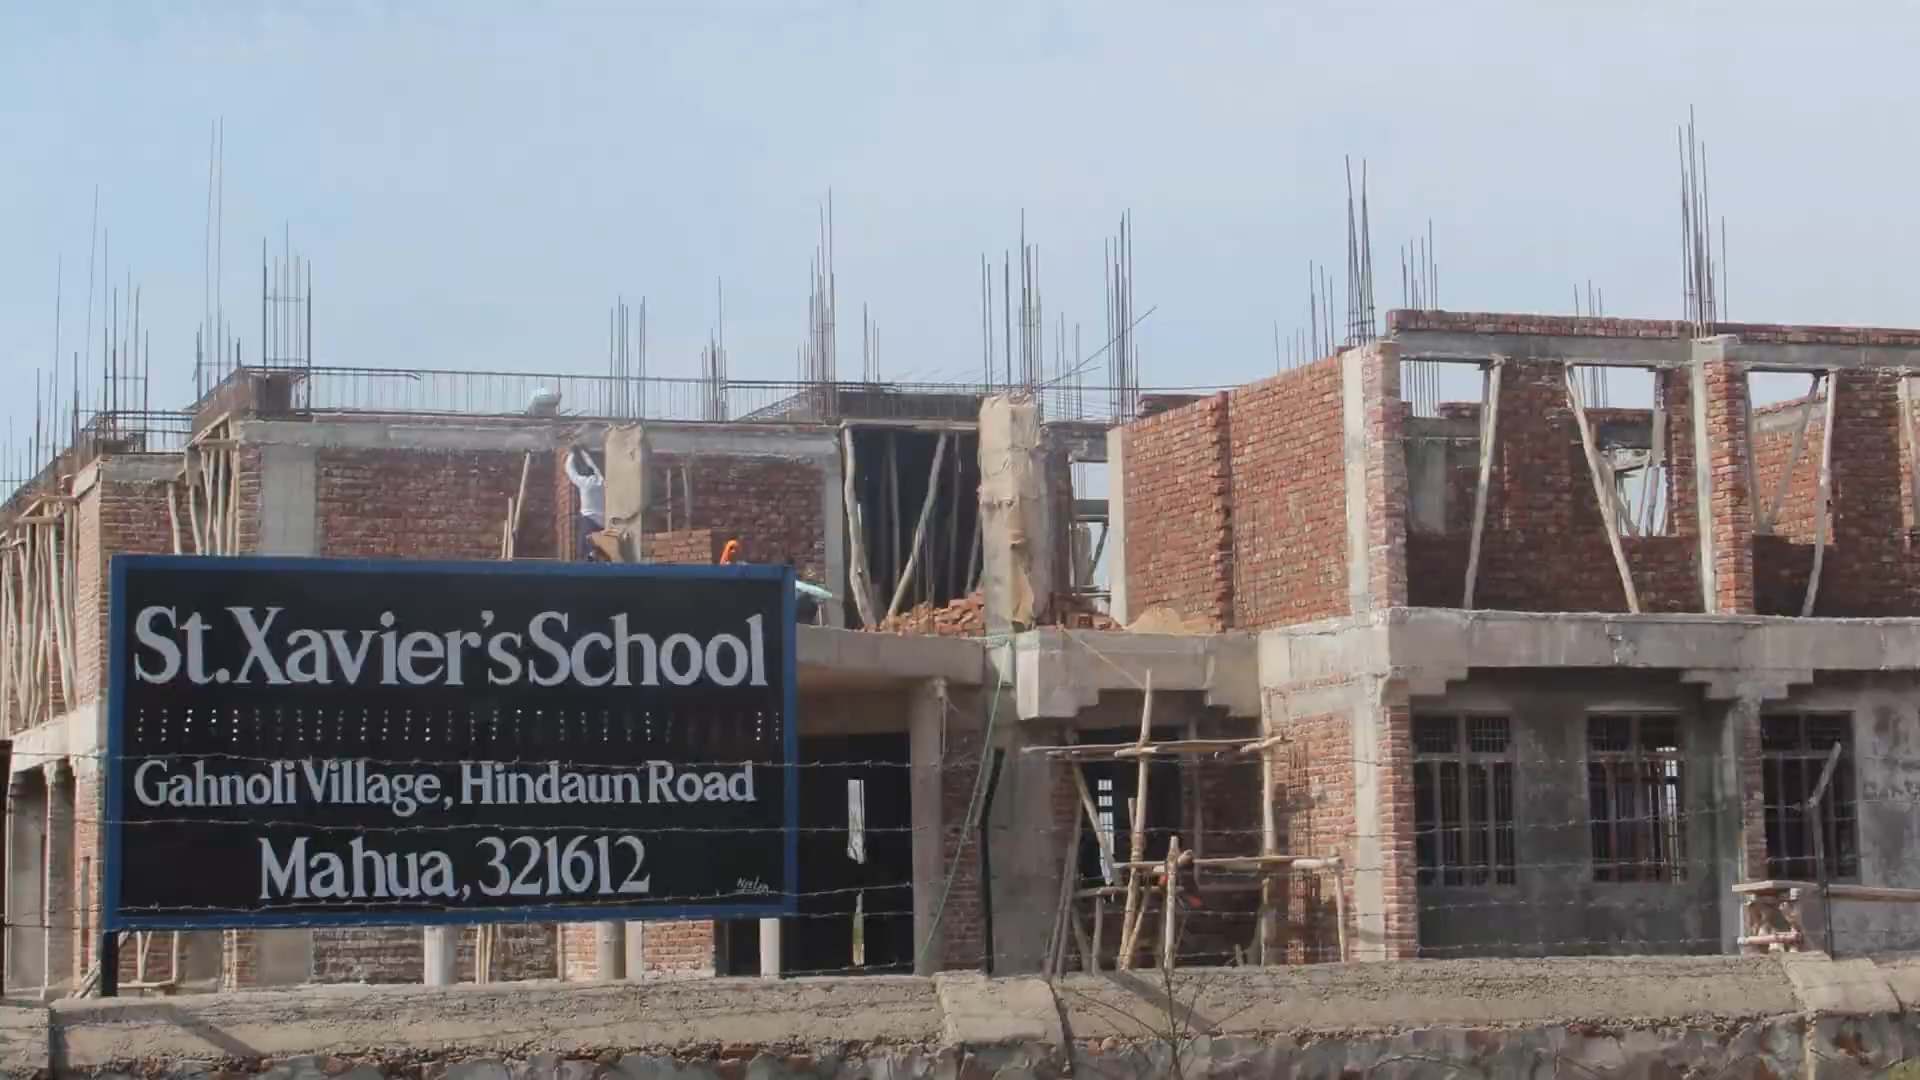 St. Xavier's School
Gahnoli Village, Hindaun Road
Mahua, 321612